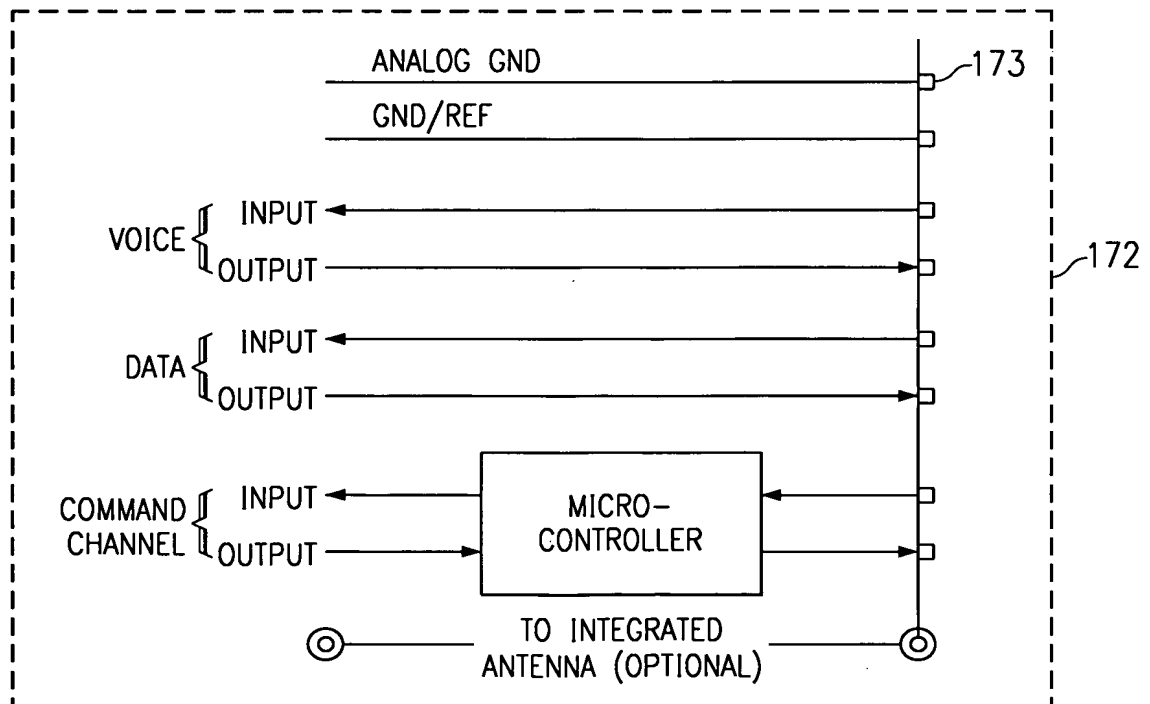 ANALOG GND
173
GND/REF
INPUT
VOICE
OUTPUT
172
INPUT
DATA
OUTPUT
INPUT
COMMAND
CHANNEL
OUTPUT
MICRO-
CONTROLLER
TO INTEGRATED
ANTENNA (OPTIONAL)